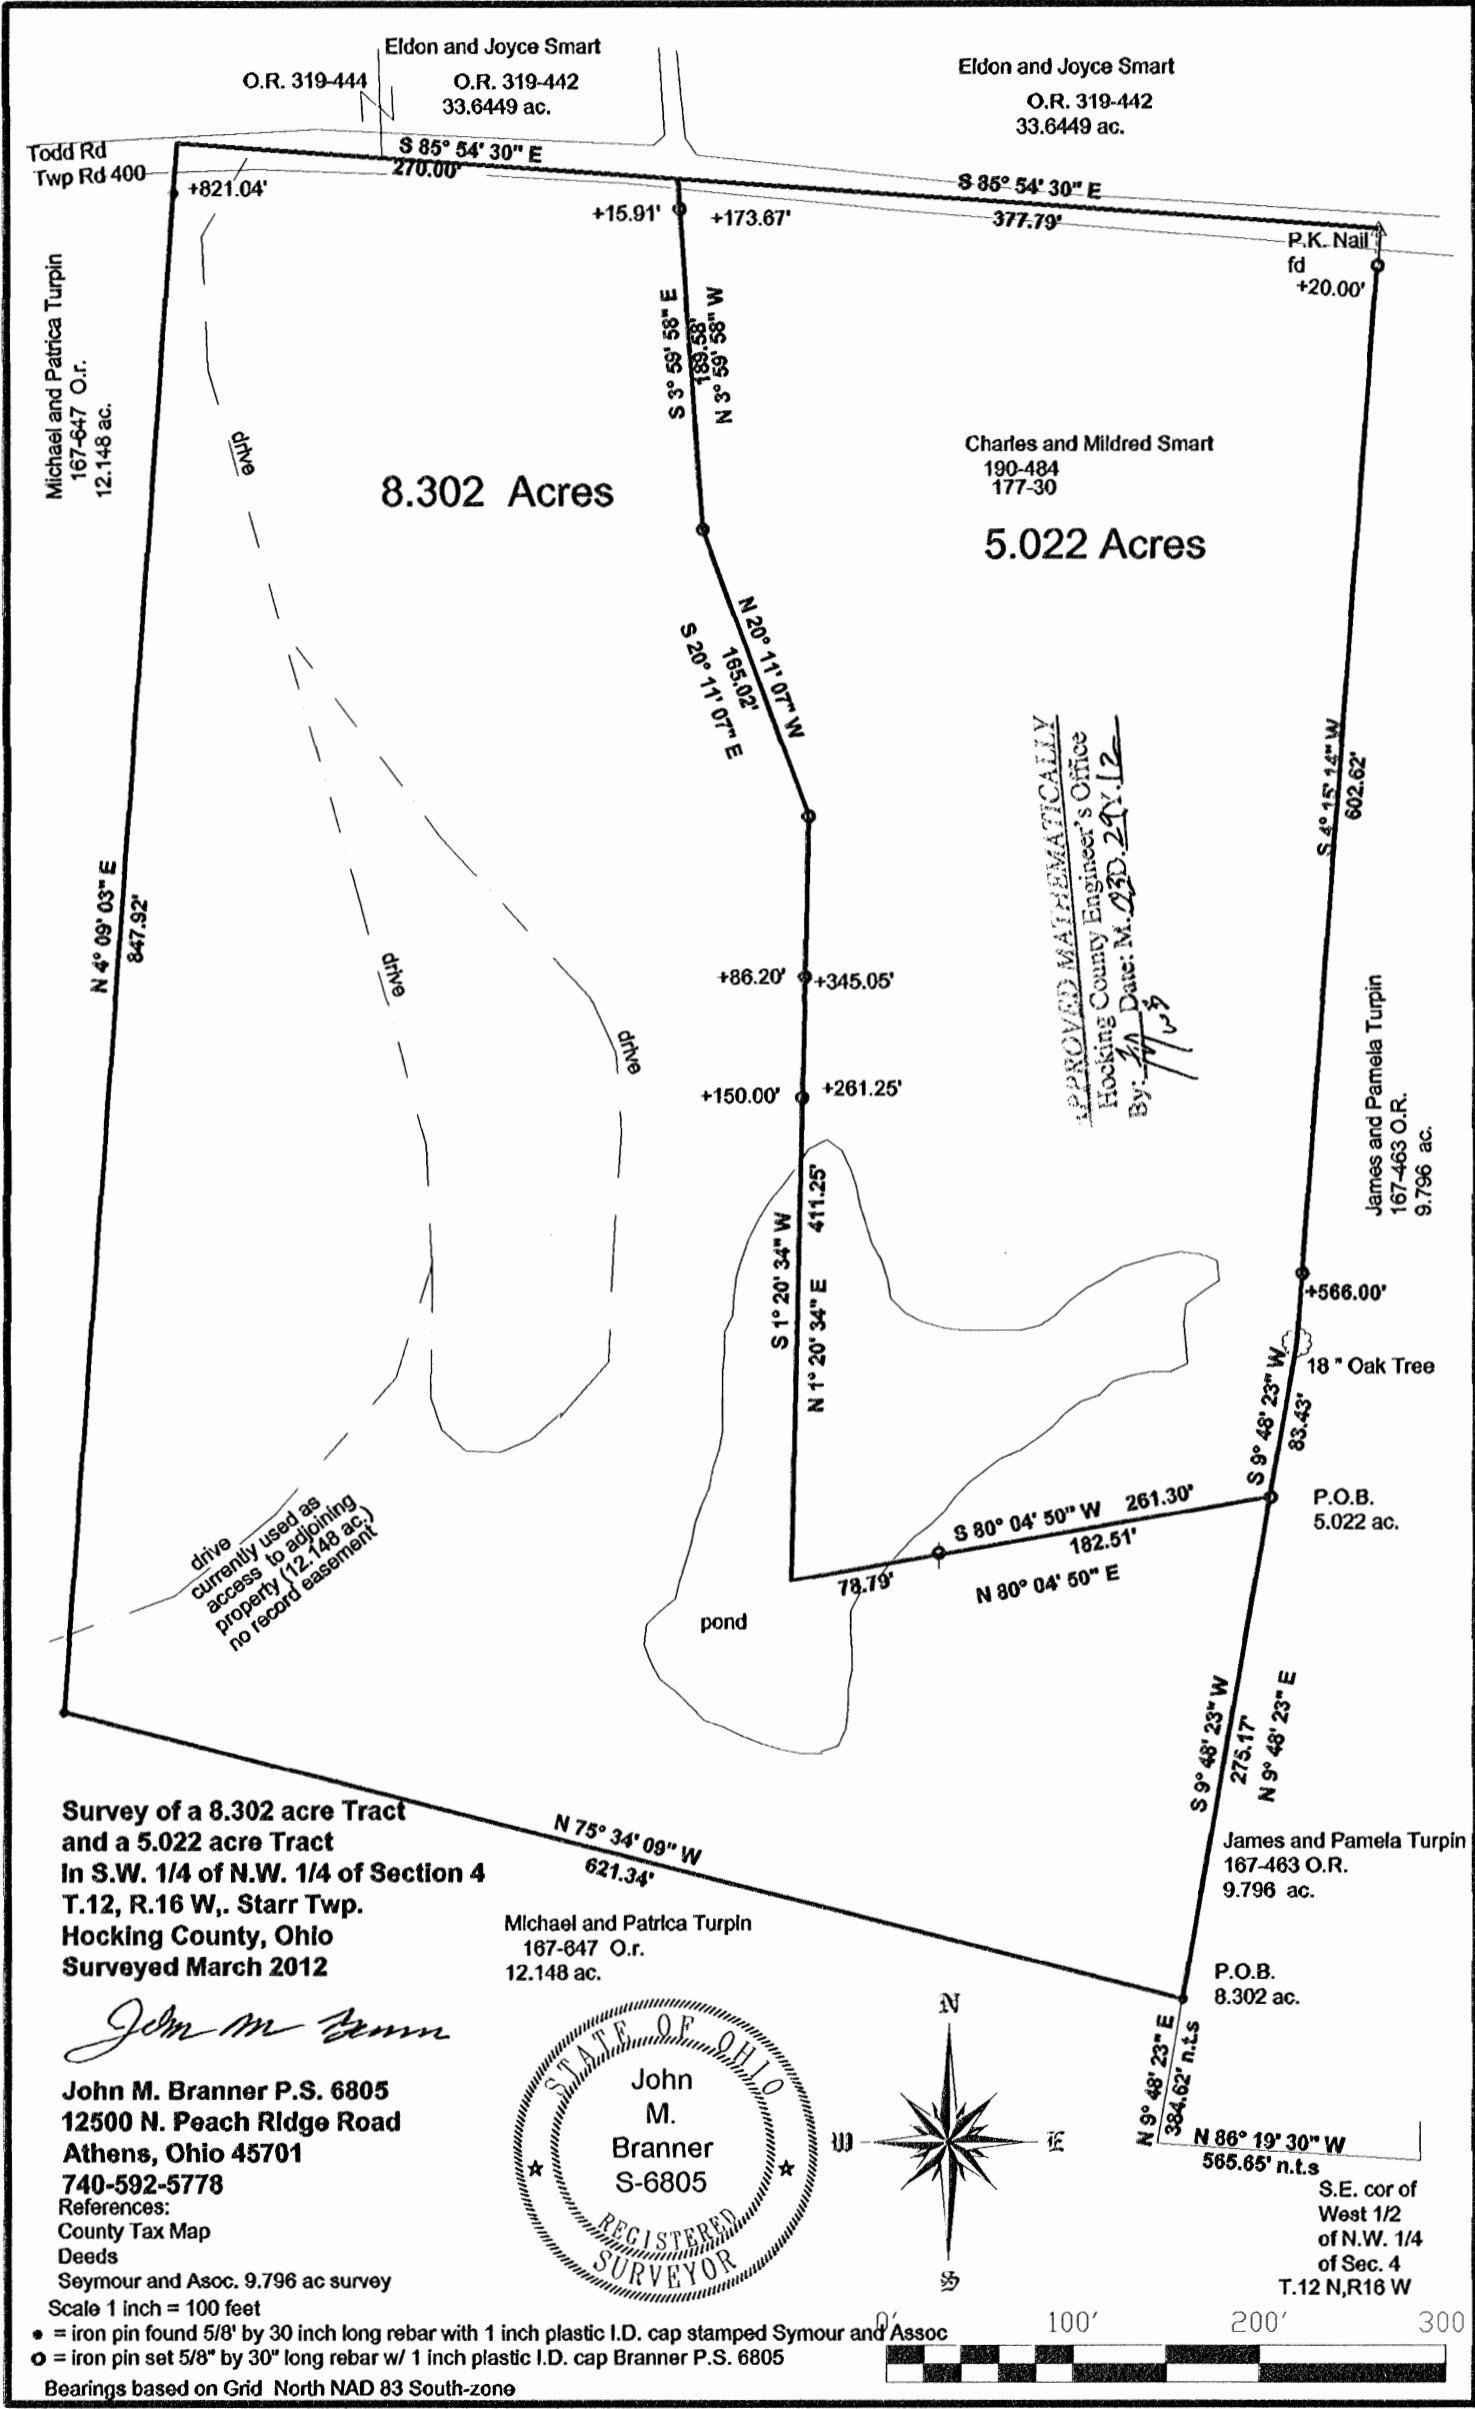 Eldon and Joyce Smart
O.R. 319-444
O.R. 319-442
33.6449 ac.
Eldon and Joyce Smart
O.R. 319-442
33.6449 ac.
Todd Rd
Twp Rd 400
S 85° 54' 30" E
270.00'
S 85° 54' 30" E
377.79'
+821.04'
+15.91'
+173.67'
P.K. Nail
fd
+20.00'
Michael and Patrica Turpin
167-647 O.r.
12.148 ac.
S 3° 59' 58" E
189.58'
N 3° 59' 58" W
drive
8.302 Acres
Charles and Mildred Smart
190-484
177-30
5.022 Acres
N 20° 11' 07" W
165.02'
S 20° 11' 07" E
APPROVED MATHEMATICALLY
Hocking County Engineer's Office
By: Date: M. 03D. 29Y. 12
S 4° 15' 14" W
602.62'
N 4° 09' 03" E
847.92'
drive
drive
+86.20'
+345.05'
+150.00'
+261.25'
James and Pamela Turpin
167-463 O.R.
9.796 ac.
S 1° 20' 34" W
N 1° 20' 34" E 411.25'
+566.00'
18 " Oak Tree
S 9° 48' 23" W
83.43'
P.O.B.
5.022 ac.
S 80° 04' 50" W 261.30'
182.51'
78.79'
N 80° 04' 50" E
drive
currently used as
access to adjoining
property (12.148 ac.)
no record easement
pond
S 9° 48' 23" W
275.17'
N 9° 48' 23" E
N 75° 34' 09" W
621.34'
Survey of a 8.302 acre Tract
and a 5.022 acre Tract
In S.W. 1/4 of N.W. 1/4 of Section 4
T.12, R.16 W,. Starr Twp.
Hocking County, Ohio
Surveyed March 2012
James and Pamela Turpin
167-463 O.R.
9.796 ac.
Michael and Patrica Turpin
167-647 O.r.
12.148 ac.
P.O.B.
8.302 ac.
John M Branner
John M. Branner P.S. 6805
12500 N. Peach Ridge Road
Athens, Ohio 45701
740-592-5778
STATE OF OHIO
John
M.
Branner
S-6805
REGISTERED
SURVEYOR
N
W
E
S
N 9° 48' 23" E
384.62' n.t.s
N 86° 19' 30" W
565.65' n.t.s
S.E. cor of
West 1/2
of N.W. 1/4
of Sec. 4
T.12 N,R16 W
References:
County Tax Map
Deeds
Seymour and Asoc. 9.796 ac survey
Scale 1 inch = 100 feet
= iron pin found 5/8' by 30 inch long rebar with 1 inch plastic I.D. cap stamped Symour and Assoc
= iron pin set 5/8" by 30" long rebar w/ 1 inch plastic I.D. cap Branner P.S. 6805
Bearings based on Grid North NAD 83 South-zone
0' 100' 200' 300